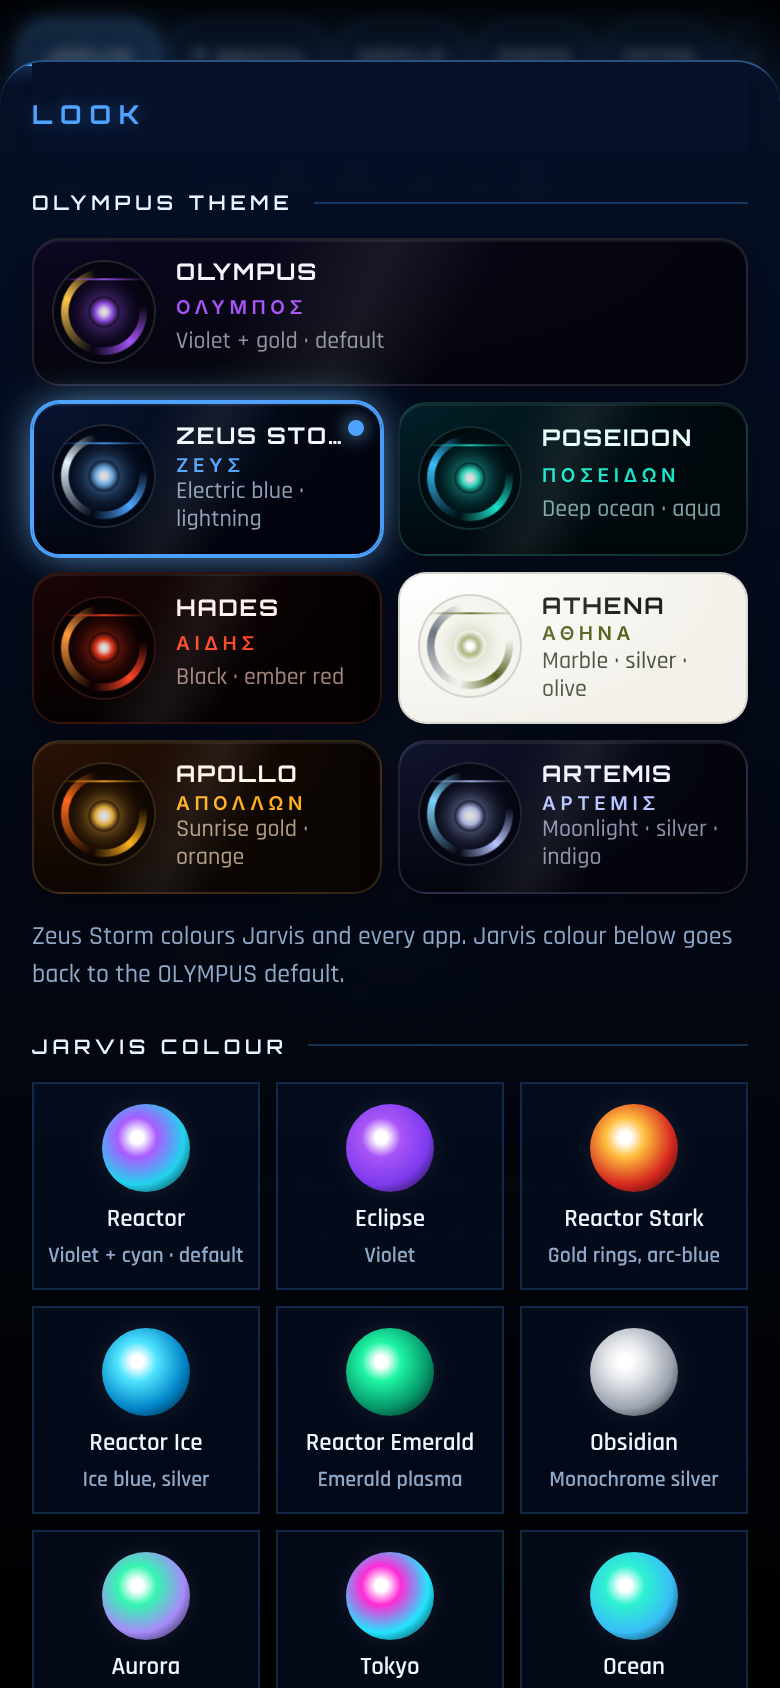 LOOK
OLYMPUS THEME
OLYMPUS
ΟΛΥΜΠΟΣ
Violet + gold · default
ZEUS STO…
ΖΕΥΣ
Electric blue ·
lightning
POSEIDON
ΠΟΣΕΙΔΩΝ
Deep ocean · aqua
HADES
ΑΙΔΗΣ
Black · ember red
ATHENA
ΑΘΗΝΑ
Marble · silver ·
olive
APOLLO
ΑΠΟΛΛΩΝ
Sunrise gold ·
orange
ARTEMIS
ΑΡΤΕΜΙΣ
Moonlight · silver ·
indigo
Zeus Storm colours Jarvis and every app. Jarvis colour below goes
back to the OLYMPUS default.
JARVIS COLOUR
Reactor
Violet + cyan · default
Eclipse
Violet
Reactor Stark
Gold rings, arc-blue
Reactor Ice
Ice blue, silver
Reactor Emerald
Emerald plasma
Obsidian
Monochrome silver
Aurora
Tokyo
Ocean